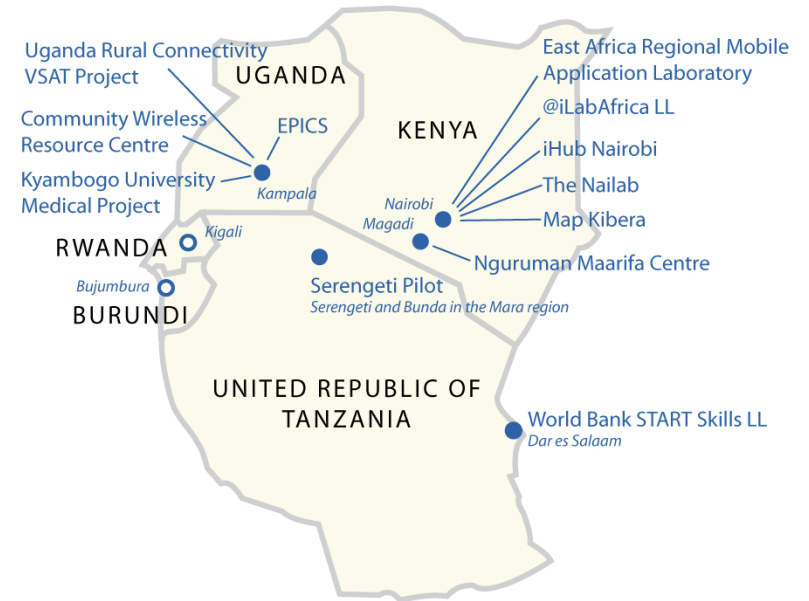 Uganda Rural Connectivity
VSAT Project
UGANDA
Community Wireless
Resource Centre
EPICS
Kyambogo University
Medical Project
Kampala
KENYA
East Africa Regional Mobile
Application Laboratory
@iLabAfrica LL
iHub Nairobi
The Nailab
Map Kibera
Nairobi
Magadi
Nguruman Maarifa Centre
RWANDA
Kigali
Bujumbura
BURUNDI
Serengeti Pilot
Serengeti and Bunda in the Mara region
UNITED REPUBLIC OF
TANZANIA
World Bank START Skills LL
Dar es Salaam